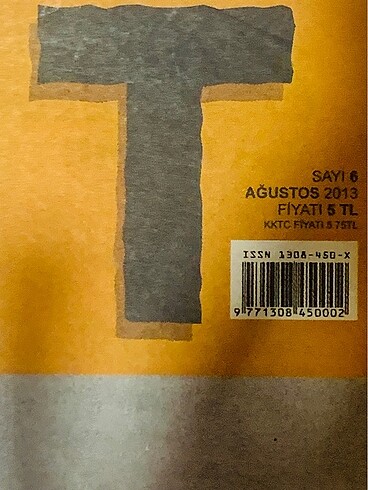 T
SAYI 6
AĞUSTOS 2013
FİYATI 5 TL
KKTC FİYATI 5 75TL
ISSN 1308-450-X
9 771308 450002